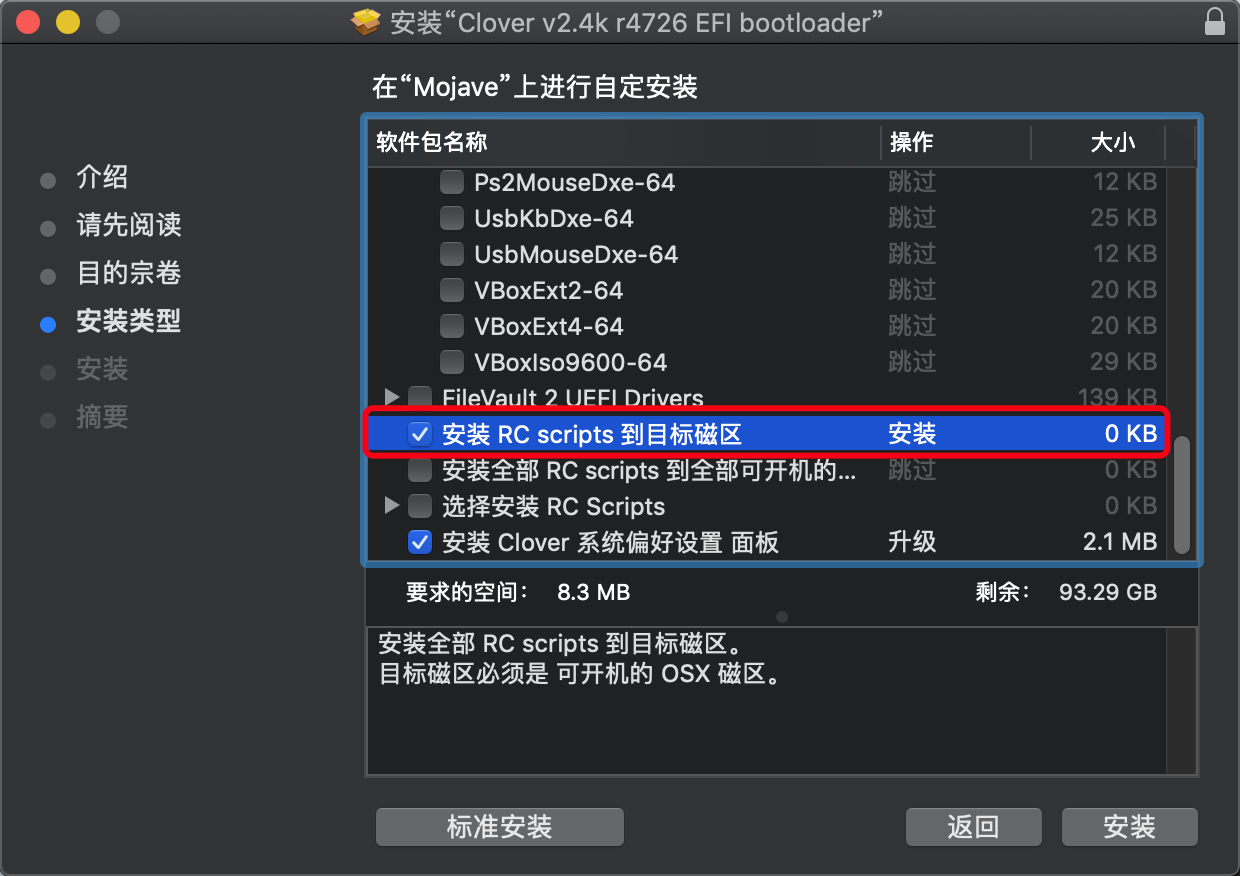 安装“Clover v2.4k r4726 EFI bootloader”
在“Mojave”上进行自定安装
介绍
请先阅读
目的宗卷
安装类型
安装
摘要
软件包名称 操作 大小
Ps2MouseDxe-64 跳过 12 KB
UsbKbDxe-64 跳过 25 KB
UsbMouseDxe-64 跳过 12 KB
VBoxExt2-64 跳过 20 KB
VBoxExt4-64 跳过 20 KB
VBoxIso9600-64 跳过 29 KB
FileVault 2 UEFI Drivers 139 KB
安装 RC scripts 到目标磁区 安装 0 KB
安装全部 RC scripts 到全部可开机的... 跳过 0 KB
选择安装 RC Scripts 0 KB
安装 Clover 系统偏好设置 面板 升级 2.1 MB
要求的空间： 8.3 MB 剩余： 93.29 GB
安装全部 RC scripts 到目标磁区。
目标磁区必须是 可开机的 OSX 磁区。
标准安装 返回 安装